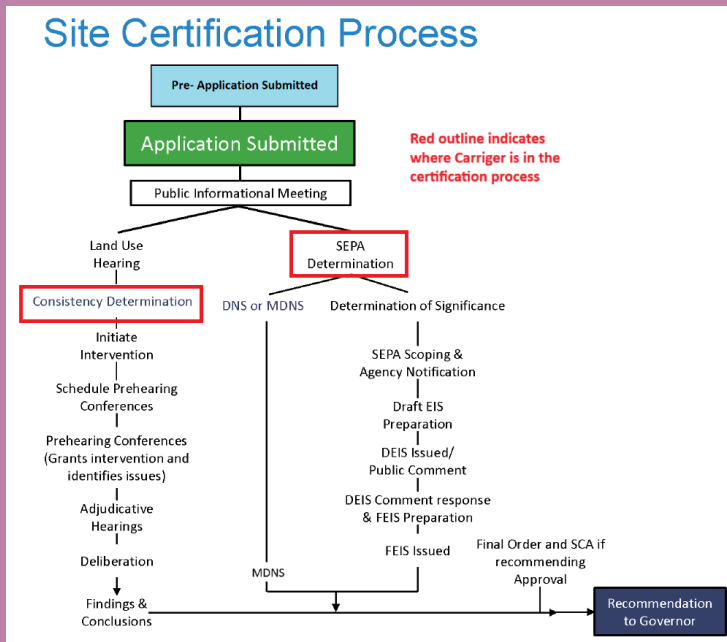 Site Certification Process
Pre- Application Submitted
Application Submitted
Red outline indicates
where Carriger is in the
certification process
Public Informational Meeting
Land Use
Hearing
SEPA
Determination
Consistency Determination
DNS or MDNS
Determination of Significance
Initiate
Intervention
SEPA Scoping &
Agency Notification
Schedule Prehearing
Conferences
Draft EIS
Preparation
Prehearing Conferences
(Grants intervention and
identifies issues)
DEIS Issued/
Public Comment
Adjudicative
Hearings
DEIS Comment response
& FEIS Preparation
Deliberation
FEIS Issued
Final Order and SCA if
recommending
Approval
MDNS
Findings &
Conclusions
Recommendation
to Governor